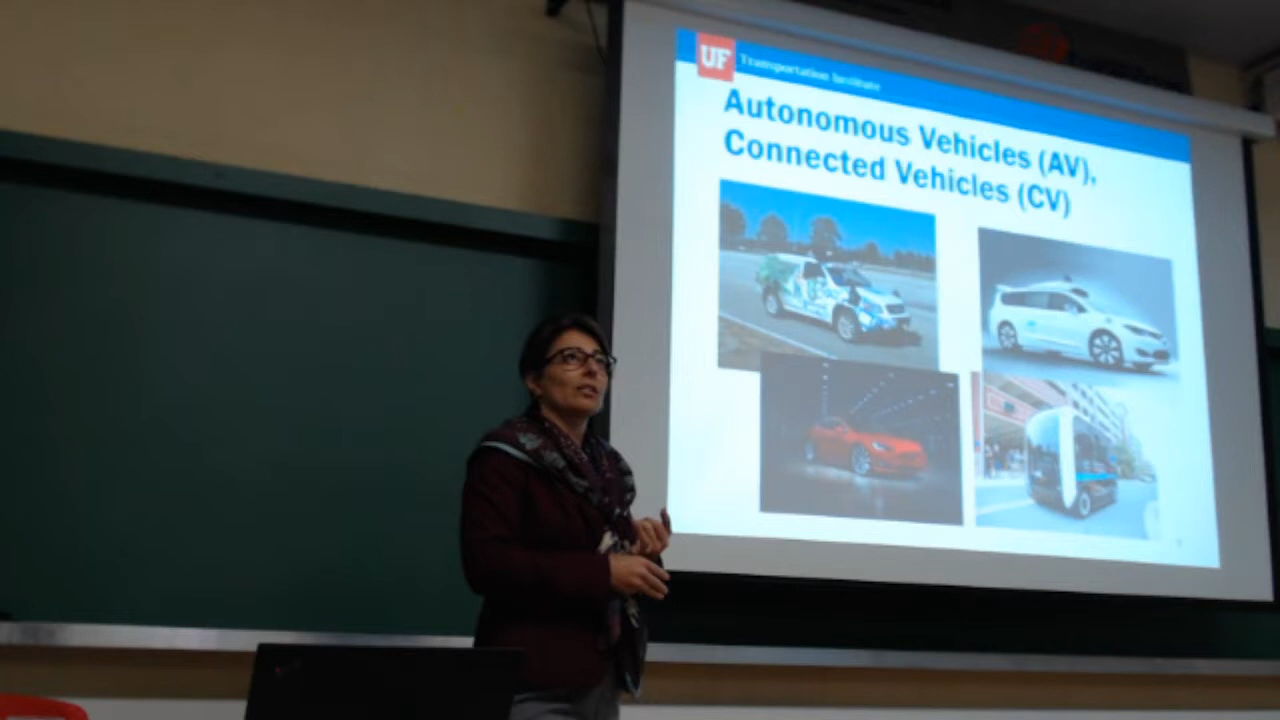 UF Transportation Institute
Autonomous Vehicles (AV),
Connected Vehicles (CV)